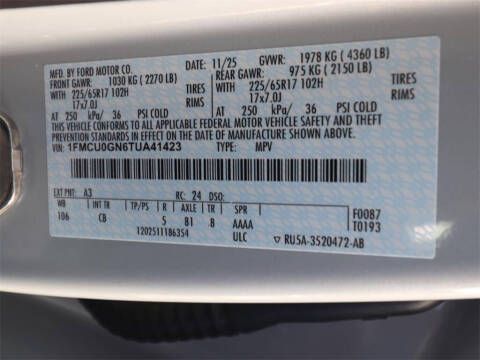 MFD. BY FORD MOTOR CO. 11/25 GVWR: 1978 KG ( 4360 LB)
FRONT GAWR: 1030 KG ( 2270 LB) REAR GAWR: 975 KG ( 2150 LB)
WITH 225/65R17 102H TIRES WITH 225/65R17 102H TIRES
17x7.0J RIMS 17x7.0J RIMS
AT 250 kPa/ 36 PSI COLD AT 250 kPa/ 36 PSI COLD
THIS VEHICLE CONFORMS TO ALL APPLICABLE FEDERAL MOTOR VEHICLE SAFETY AND THEFT PREVENTION STANDARDS IN EFFECT ON THE DATE OF MANUFACTURE SHOWN ABOVE.
VIN: 1FMCU0GN6TUA41423 TYPE: MPV
EXT PNT: A3 RC: 24 DSO:
WB INT TR TP/PS R AXLE TR SPR F0087
106 CB 5 81 8 AAAA T0193
1202511186354 ULC ▽ RU5A-3520472-AB